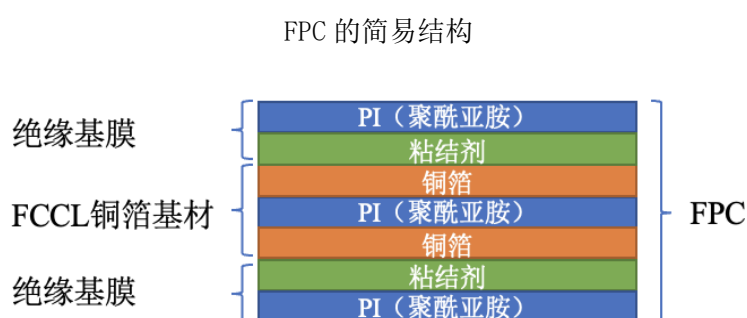 FPC 的简易结构
绝缘基膜
PI（聚酰亚胺）
粘结剂
FCCL铜箔基材
铜箔
PI（聚酰亚胺）
铜箔
FPC
绝缘基膜
粘结剂
PI（聚酰亚胺）